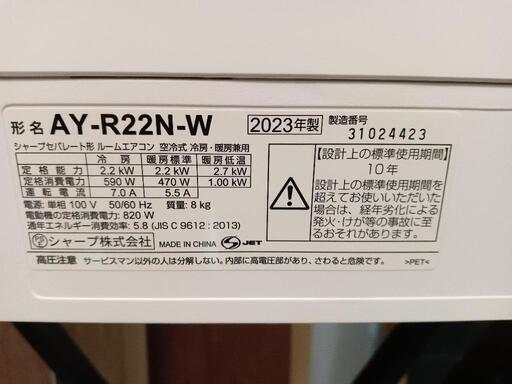 形名 AY-R22N-W 2023年製 製造番号 31024423
シャープセパレート形 ルームエアコン 空冷式 冷房・暖房兼用
冷房 暖房標準 暖房低温
定格能力 2.2kW 2.2kW 2.7kW
定格消費電力 590 W 470 W 1.00 kW
運転電流 7.0 A 5.5 A
電源: 単相 100 V 50/60 Hz 質量: 8 kg
電動機の定格消費電力: 820 W
通年エネルギー消費効率: 5.8 (JIS C 9612 : 2013)
シャープ株式会社 MADE IN CHINA S JET
【設計上の標準使用期間】
10年
設計上の標準使用期間を
超えてお使いいただいた
場合は、経年劣化による
発火・けが等の事故に至
るおそれがあります。
高圧注意 サービスマン以外の人は分解しない。内部に高電圧部があり、さわると危険です。 >PET<